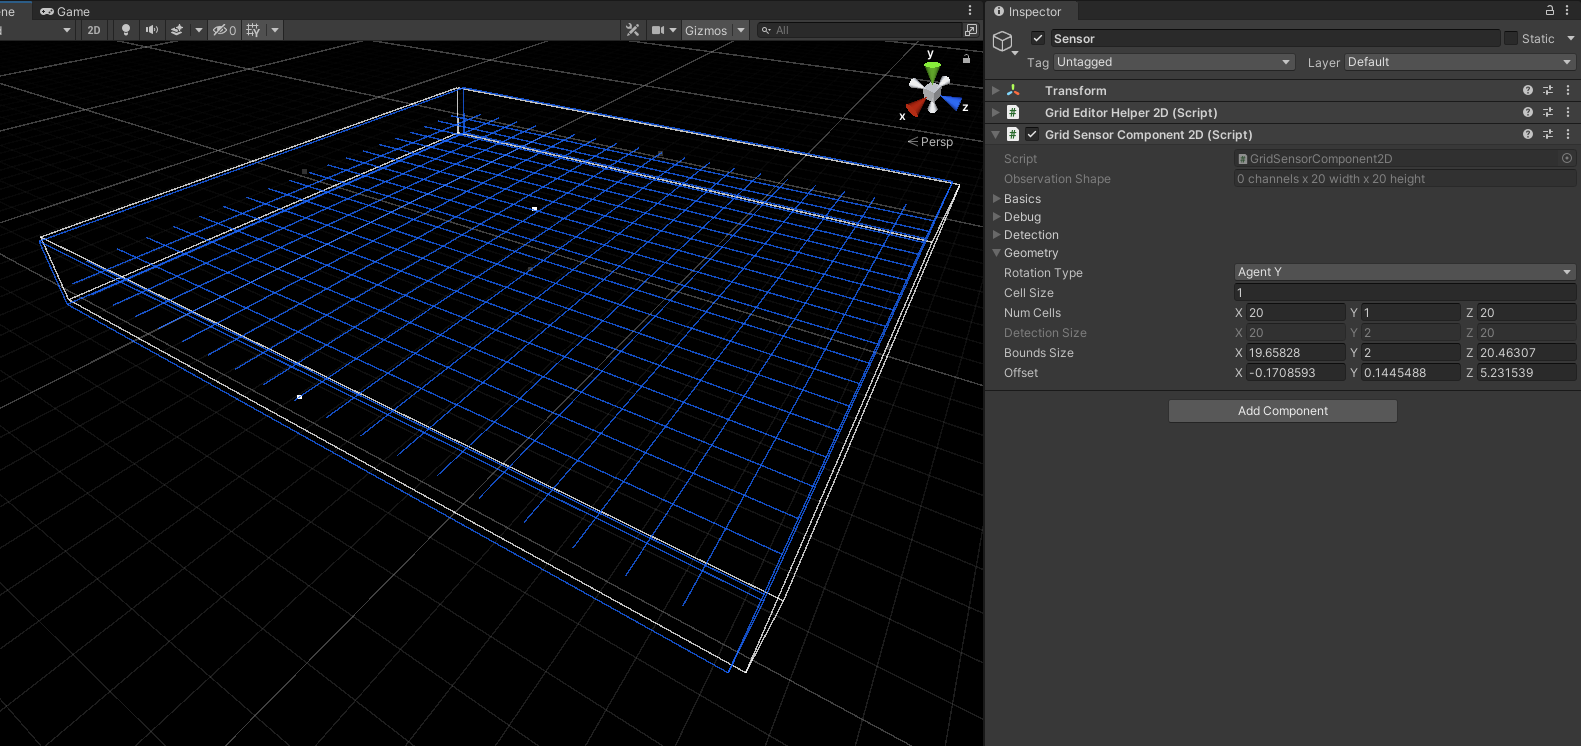 Game
2D
0
Gizmos
All
y
z
x
Persp
Inspector
Sensor
Static
Tag Untagged Layer Default
Transform
Grid Editor Helper 2D (Script)
Grid Sensor Component 2D (Script)
Script GridSensorComponent2D
Observation Shape 0 channels x 20 width x 20 height
Basics
Debug
Detection
Geometry
Rotation Type Agent Y
Cell Size 1
Num Cells X 20 Y 1 Z 20
Detection Size X 20 Y 2 Z 20
Bounds Size X 19.65828 Y 2 Z 20.46307
Offset X -0.1708593 Y 0.1445488 Z 5.231539
Add Component